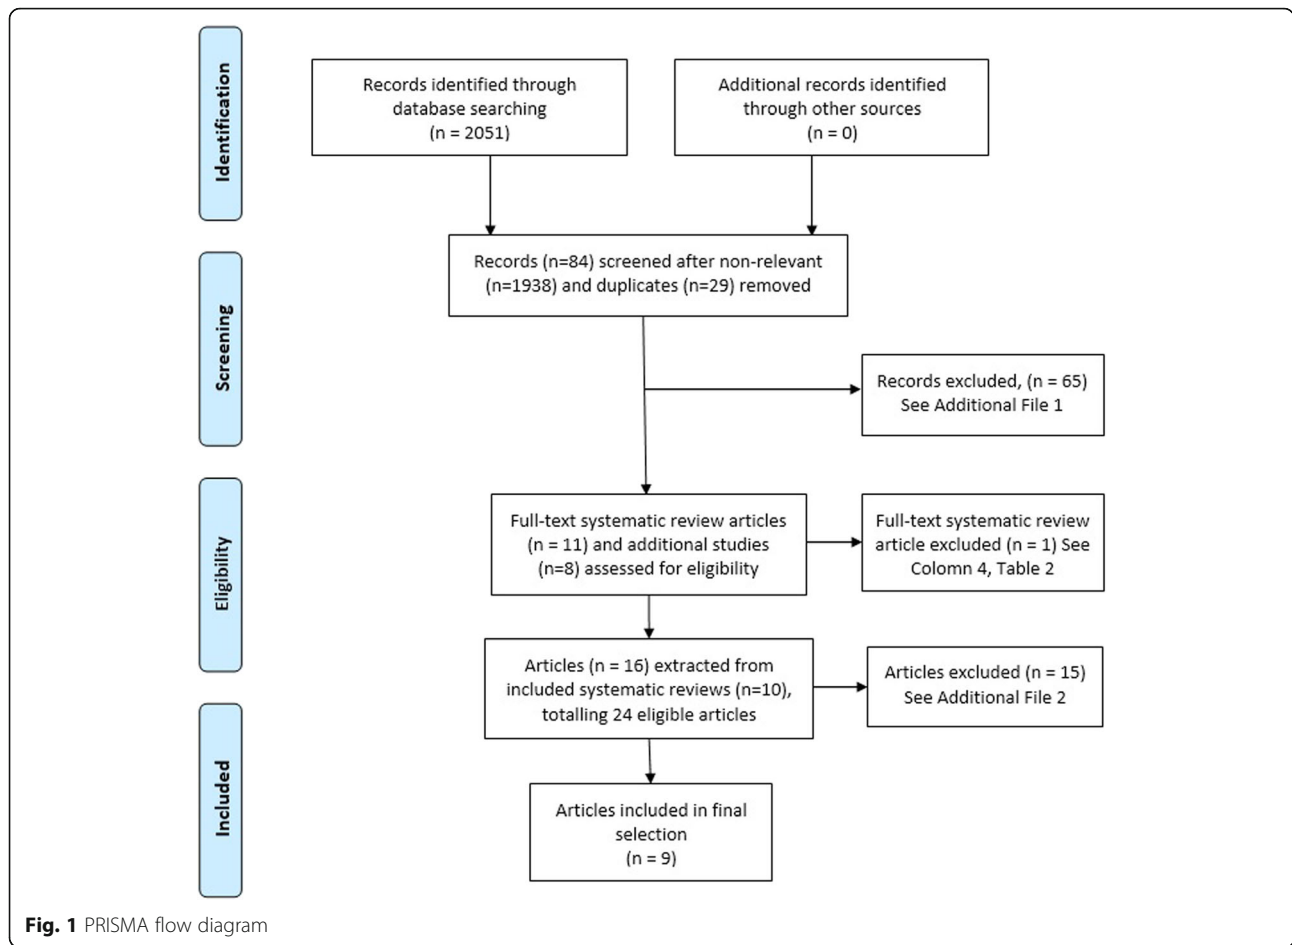 Identification
Records identified through
database searching
(n = 2051)
Additional records identified
through other sources
(n = 0)
Screening
Records (n=84) screened after non-relevant
(n=1938) and duplicates (n=29) removed
Records excluded, (n = 65)
See Additional File 1
Eligibility
Full-text systematic review articles
(n = 11) and additional studies
(n=8) assessed for eligibility
Full-text systematic review
article excluded (n = 1) See
Colomn 4, Table 2
Articles (n = 16) extracted from
included systematic reviews (n=10),
totalling 24 eligible articles
Articles excluded (n = 15)
See Additional File 2
Included
Articles included in final
selection
(n = 9)
Fig. 1 PRISMA flow diagram